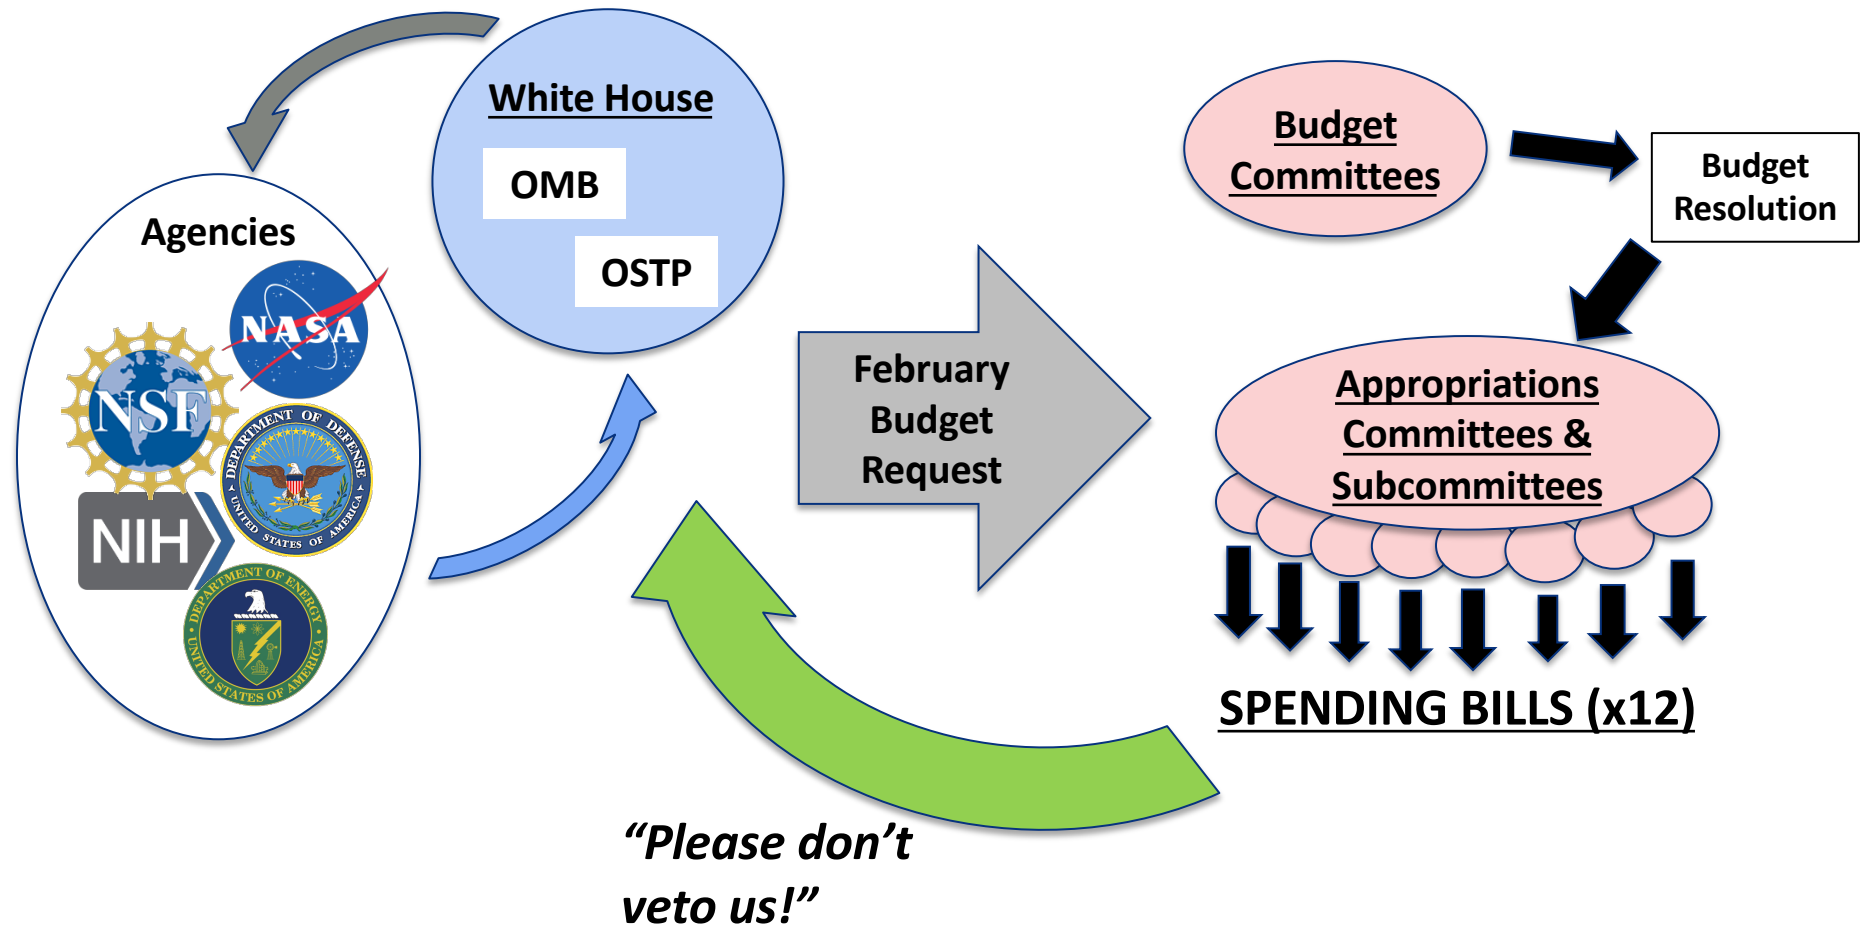 White House
OMB
OSTP
Agencies
NASA
NSF
DEPARTMENT OF DEFENSE
UNITED STATES OF AMERICA
NIH
DEPARTMENT OF ENERGY
UNITED STATES OF AMERICA
February
Budget
Request
Budget
Committees
Budget
Resolution
Appropriations
Committees &
Subcommittees
SPENDING BILLS (x12)
“Please don’t
veto us!”